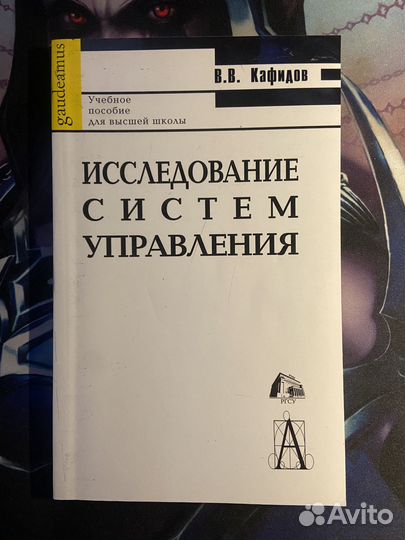 gaudeamus
В.В. Кафидов
Учебное
пособие
для высшей школы
ИССЛЕДОВАНИЕ
СИСТЕМ
УПРАВЛЕНИЯ
РГСУ
А
Avito